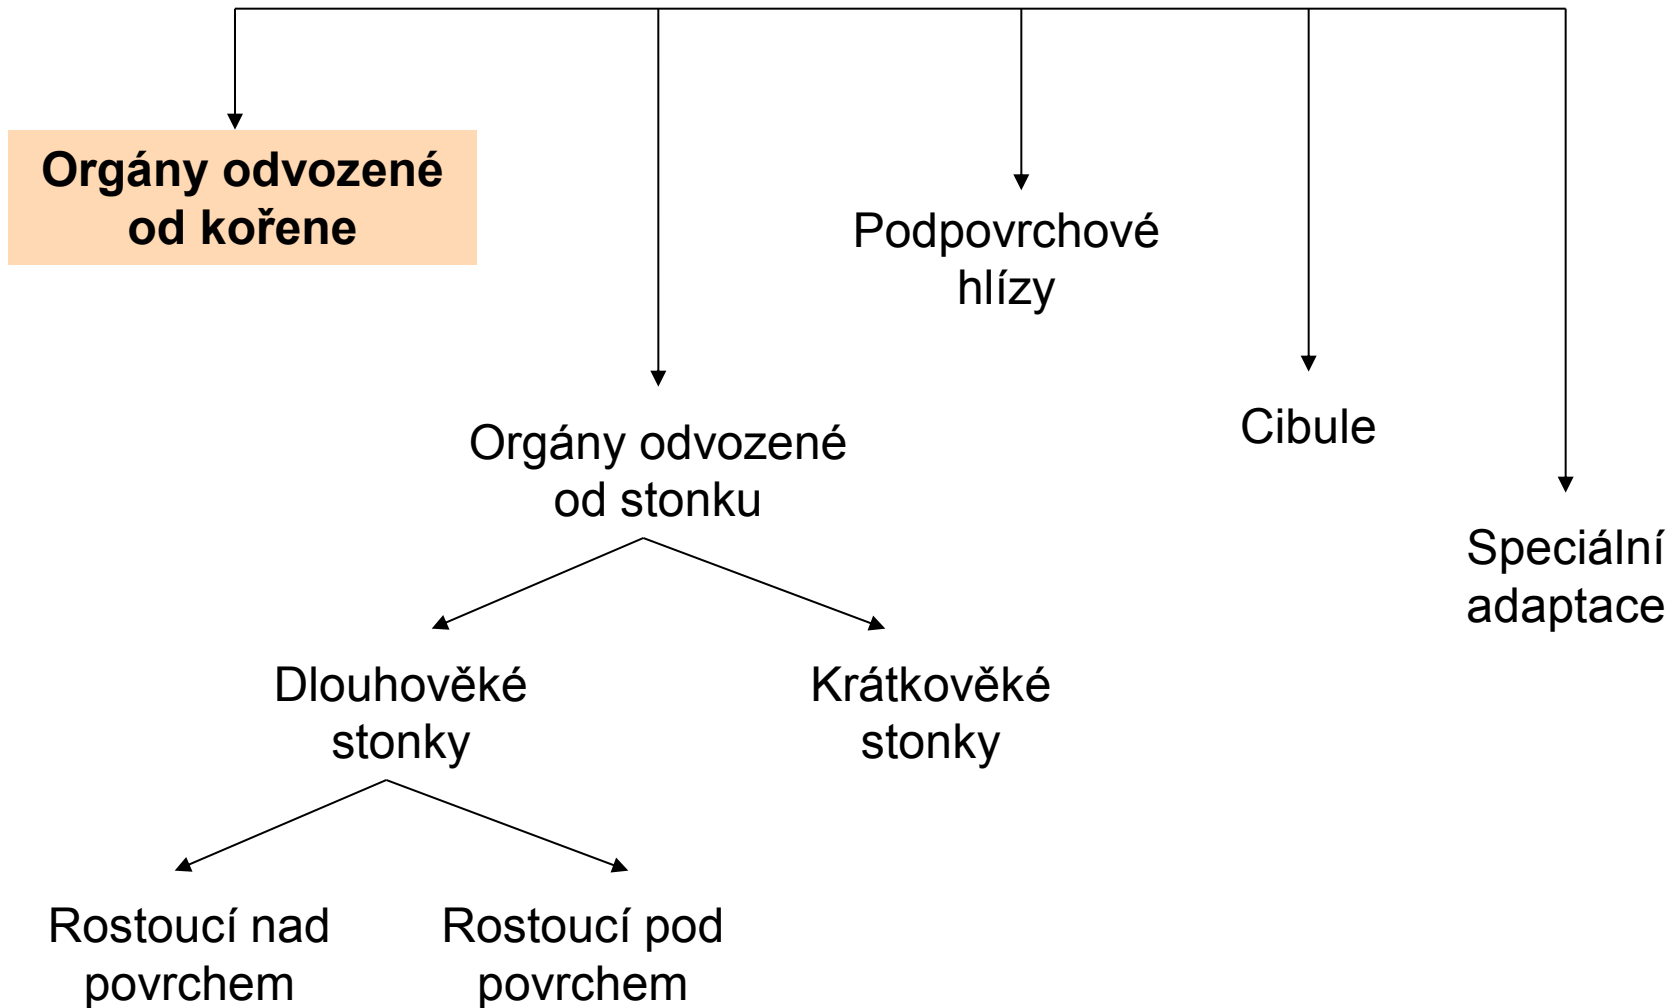 Orgány odvozené
od kořene
Podpovrchové
hlízy
Cibule
Orgány odvozené
od stonku
Speciální
adaptace
Dlouhověké
stonky
Krátkověké
stonky
Rostoucí nad
povrchem
Rostoucí pod
povrchem